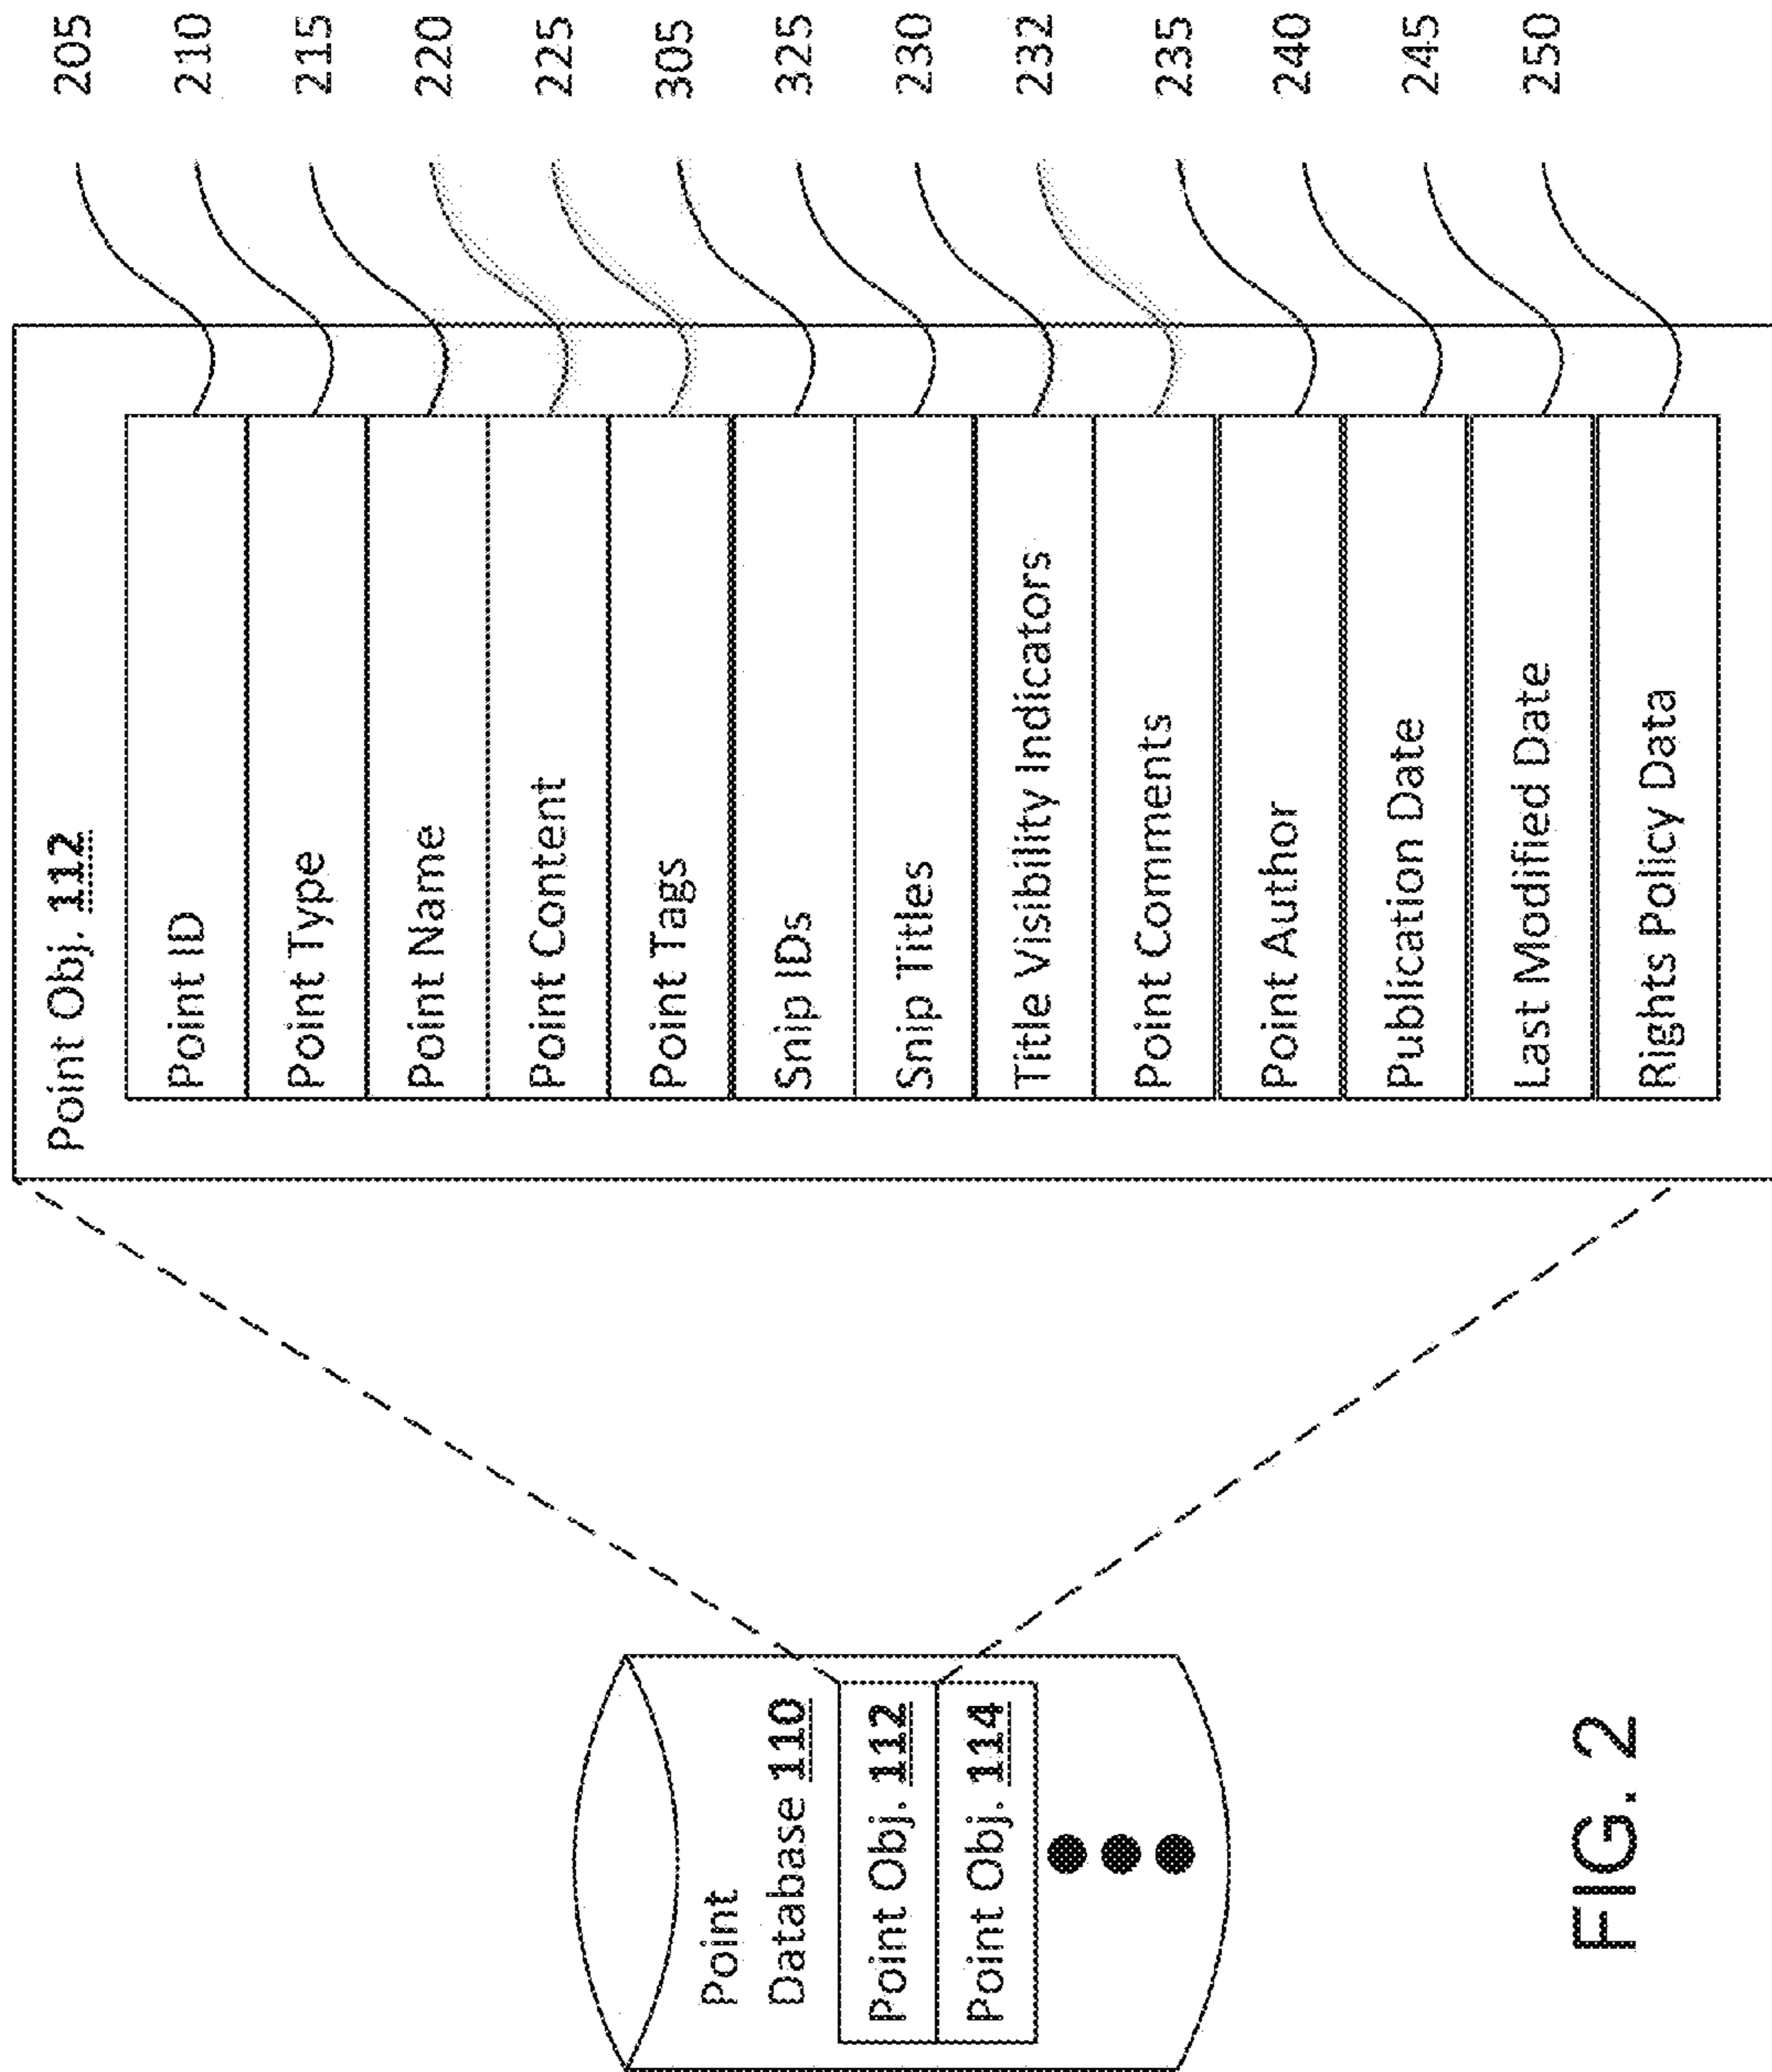 Point
Database 110
Point Obj. 112
Point Obj. 114
Point Obj. 112
Point ID 205
Point Type 210
Point Name 215
Point Content 220
Point Tags 225
Snip IDs 305
Snip Titles 325
Title Visibility Indicators 230
Point Comments 232
Point Author 235
Publication Date 240
Last Modified Date 245
Rights Policy Data 250
FIG. 2